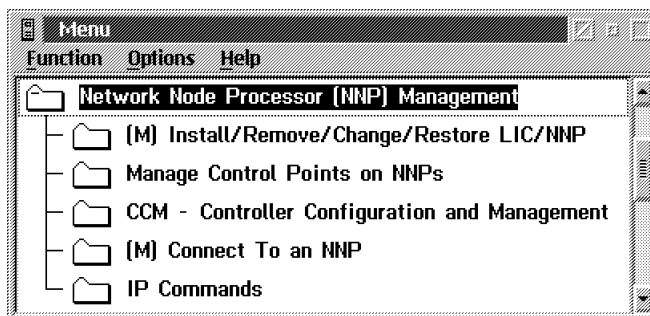 Menu
Function Options Help
Network Node Processor (NNP) Management
(M) Install/Remove/Change/Restore LIC/NNP
Manage Control Points on NNPs
CCM - Controller Configuration and Management
(M) Connect To an NNP
IP Commands